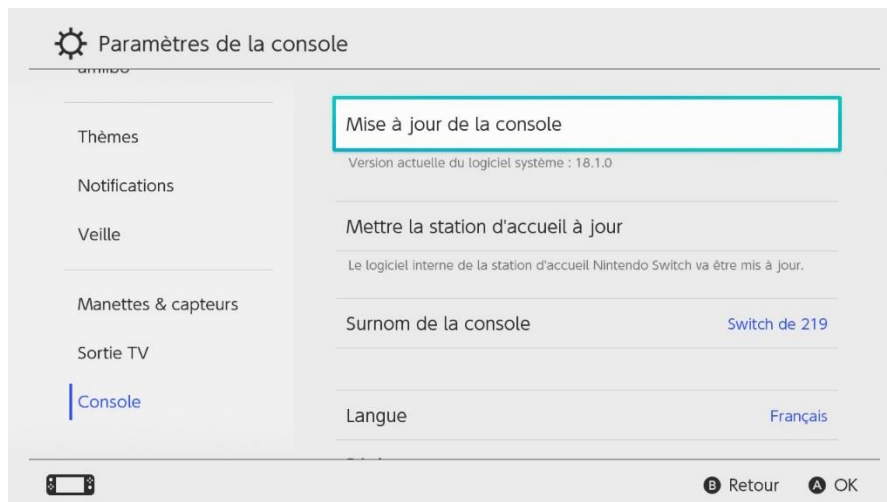 Paramètres de la console
amiibo
Thèmes
Notifications
Veille
Manettes & capteurs
Sortie TV
Console
Mise à jour de la console
Version actuelle du logiciel système : 18.1.0
Mettre la station d'accueil à jour
Le logiciel interne de la station d'accueil Nintendo Switch va être mis à jour.
Surnom de la console Switch de 219
Langue Français
B Retour A OK